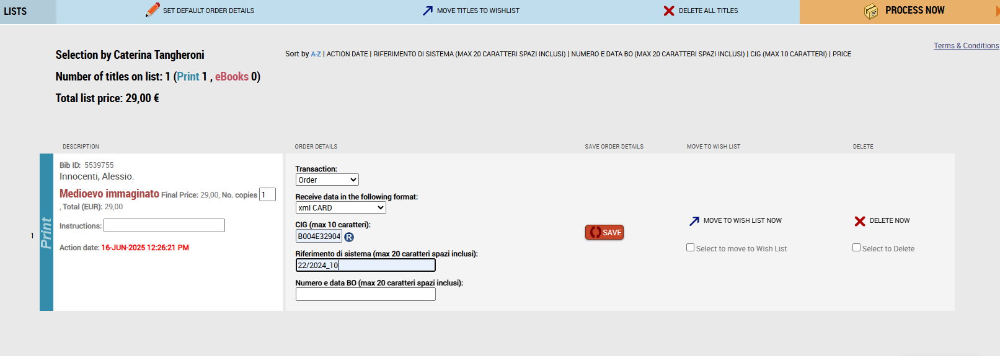 LISTS
SET DEFAULT ORDER DETAILS
MOVE TITLES TO WISHLIST
DELETE ALL TITLES
PROCESS NOW
Terms & Conditions
Selection by Caterina Tangheroni
Sort by A-Z | ACTION DATE | RIFERIMENTO DI SISTEMA (MAX 20 CARATTERI SPAZI INCLUSI) | NUMERO E DATA BO (MAX 20 CARATTERI SPAZI INCLUSI) | CIG (MAX 10 CARATTERI) | PRICE
Number of titles on list: 1 (Print 1 , eBooks 0)
Total list price: 29,00 €
DESCRIPTION
ORDER DETAILS
SAVE ORDER DETAILS
MOVE TO WISH LIST
DELETE
1
Print
Bib ID: 5539755
Innocenti, Alessio.
Medioevo immaginato Final Price: 29,00, No. copies 1
, Total (EUR): 29,00
Instructions:
Action date: 16-JUN-2025 12:26:21 PM
Transaction:
Order
Receive data in the following format:
xml CARD
CIG (max 10 caratteri):
B004E32904 R
Riferimento di sistema (max 20 caratteri spazi inclusi):
22/2024_10
Numero e data BO (max 20 caratteri spazi inclusi):
SAVE
MOVE TO WISH LIST NOW
Select to move to Wish List
DELETE NOW
Select to Delete